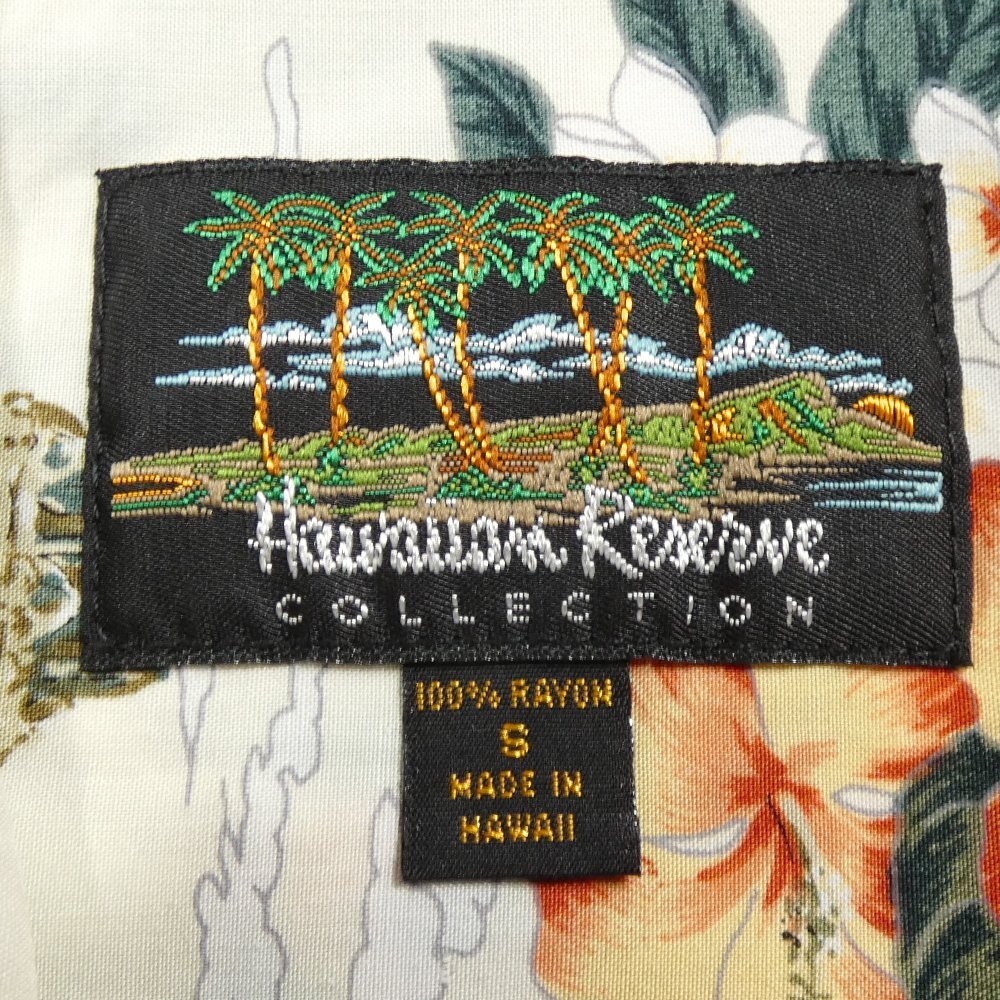 Hawaiian Reserve
COLLECTION
100% RAYON
S
MADE IN
HAWAII